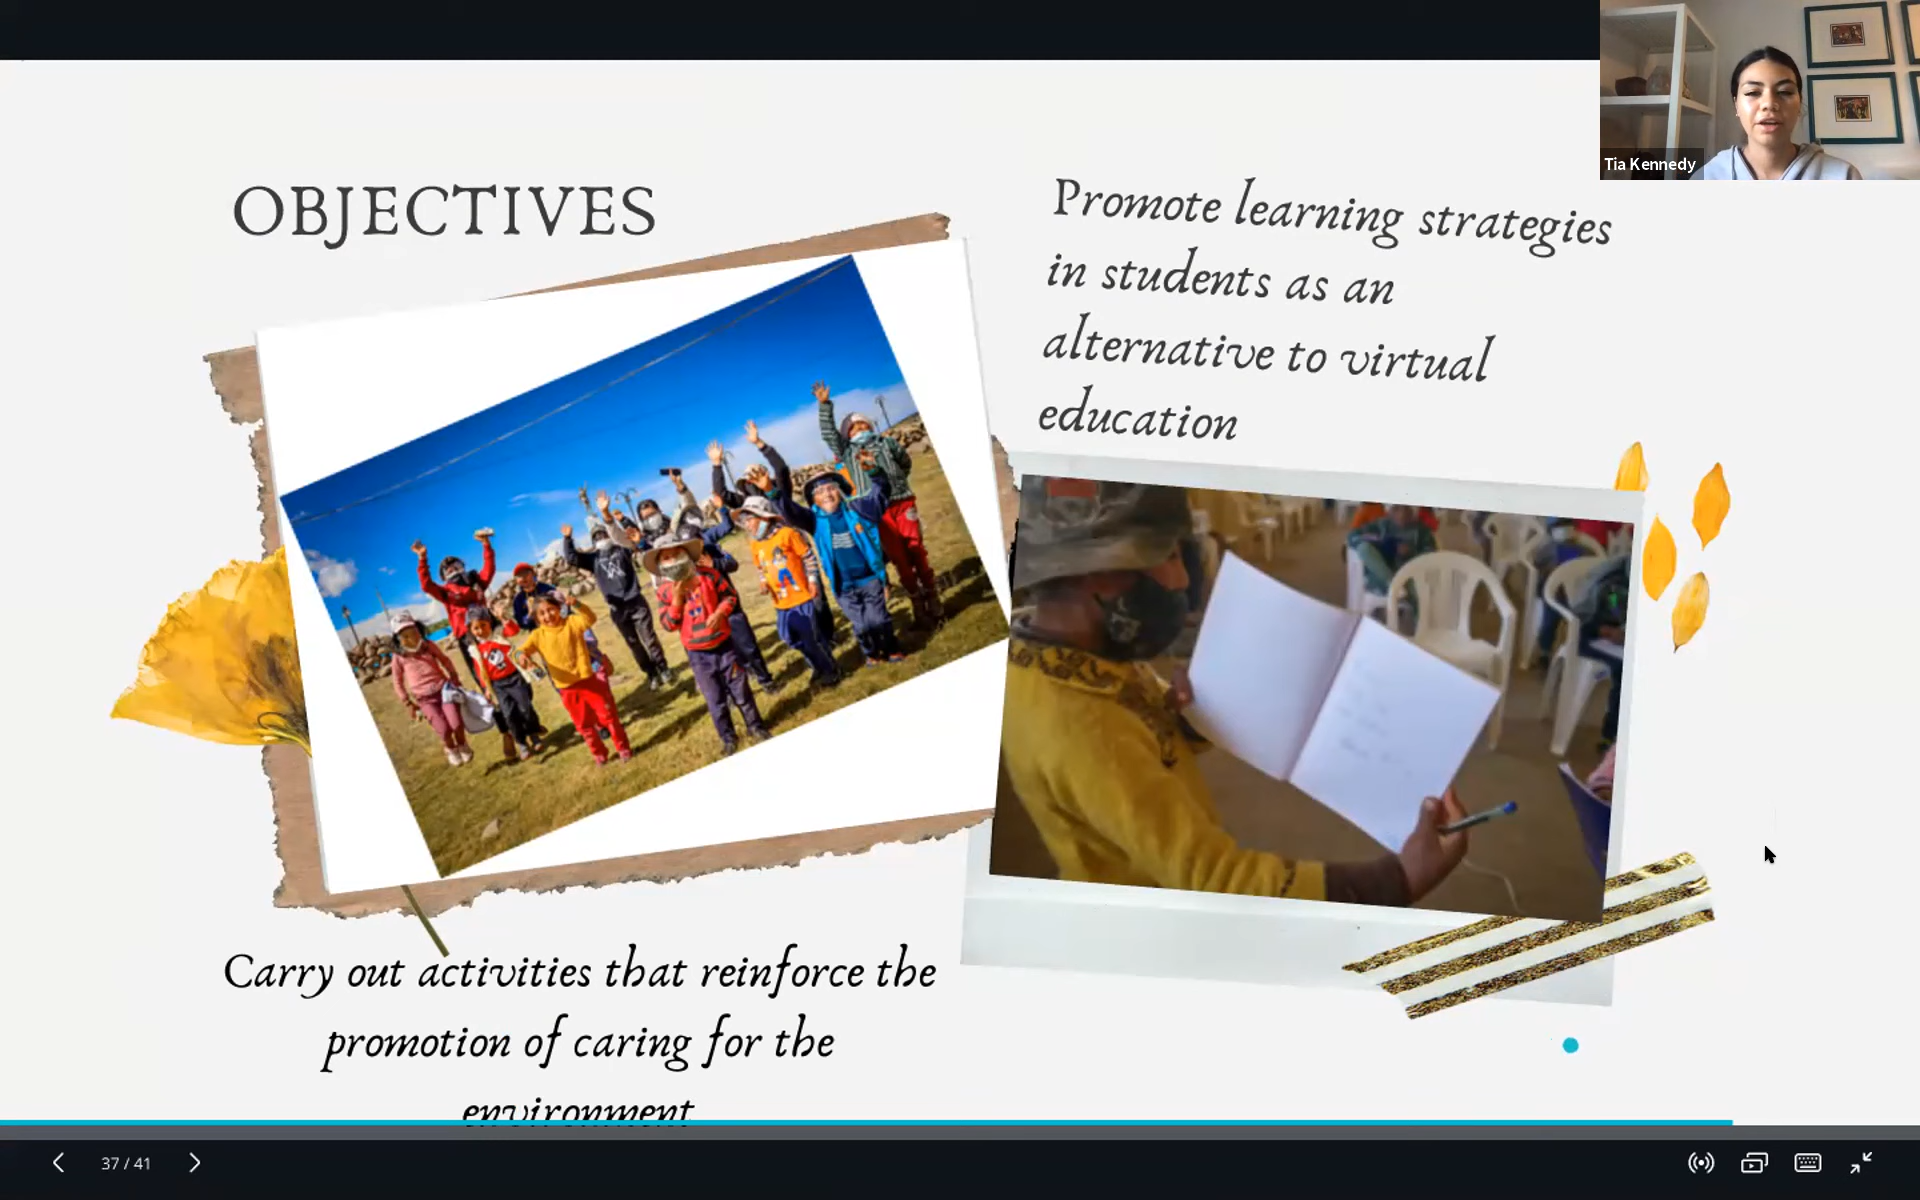 Tia Kennedy
OBJECTIVES
Promote learning strategies
in students as an
alternative to virtual
education
Carry out activities that reinforce the
promotion of caring for the
environment
37 / 41